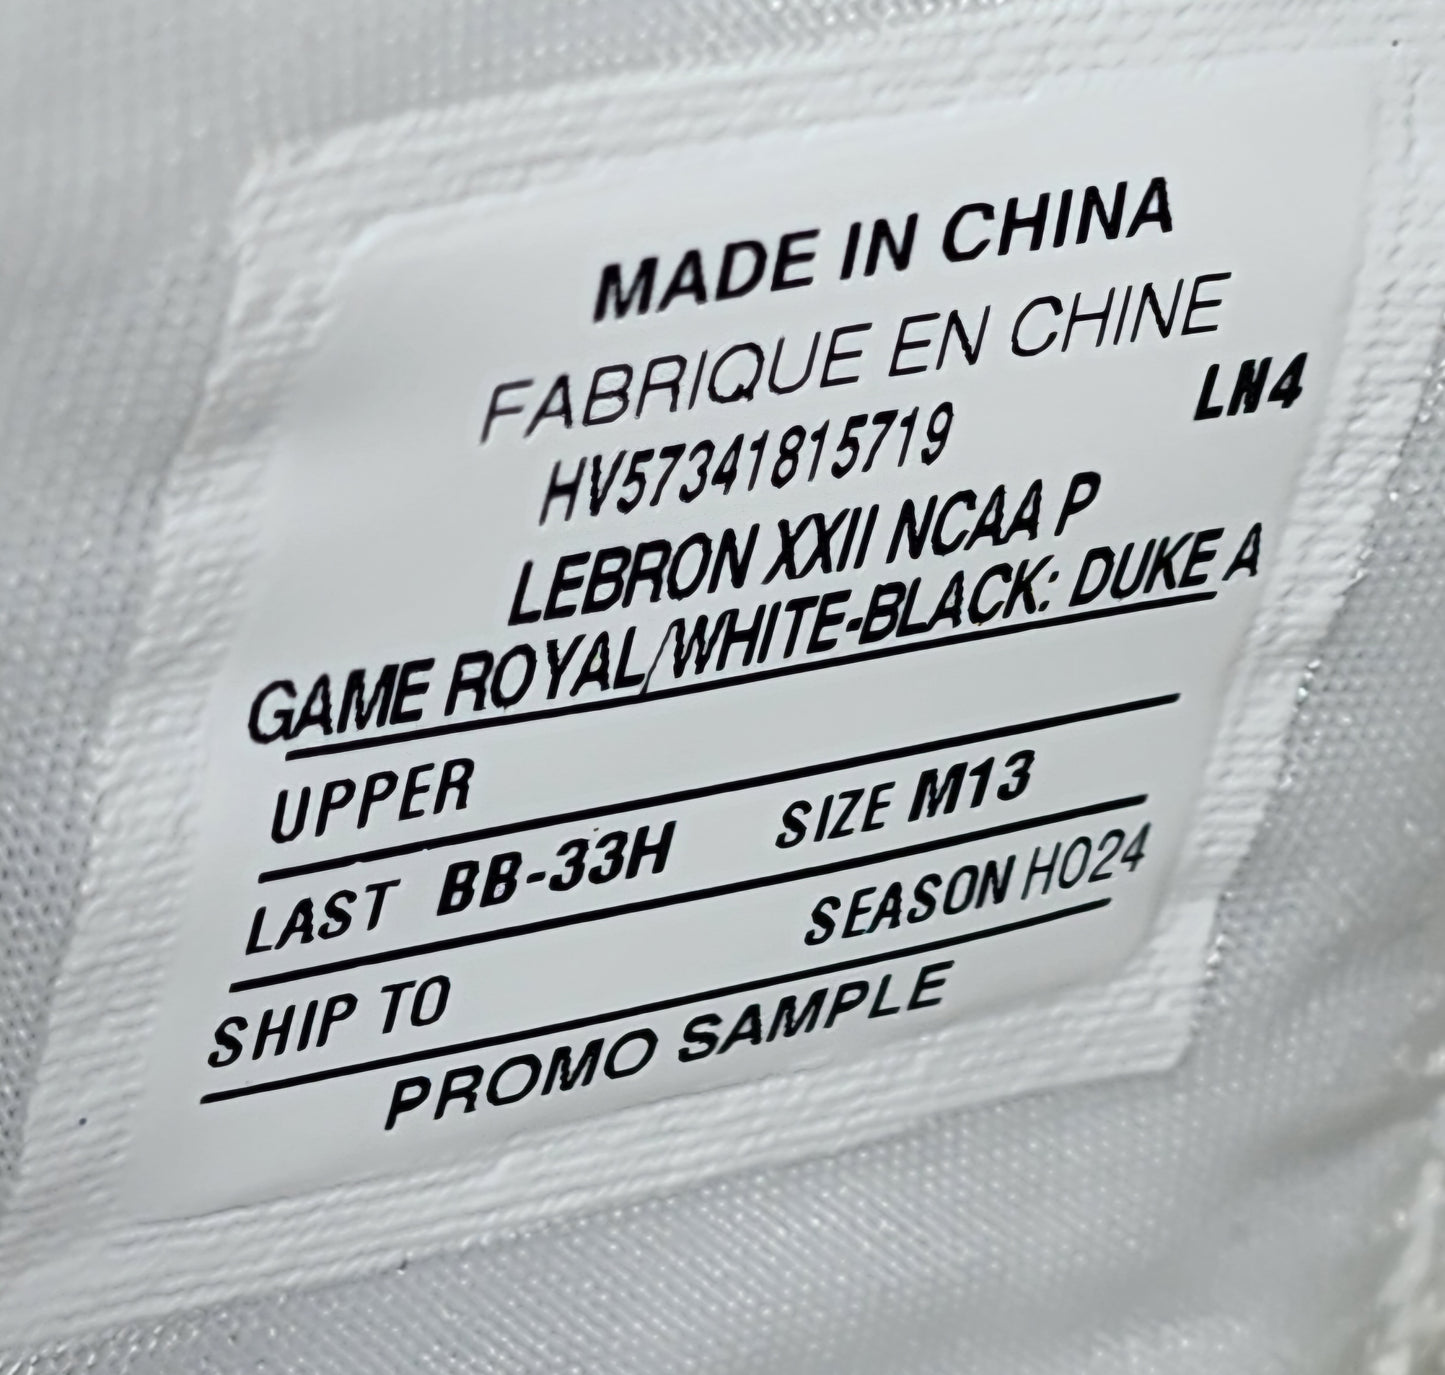 MADE IN CHINA
FABRIQUE EN CHINE
LN4
HV57341815719
LEBRON XXII NCAA P
GAME ROYAL/WHITE-BLACK: DUKE A
UPPER
LAST BB-33H SIZE M13
SHIP TO SEASON HO24
PROMO SAMPLE